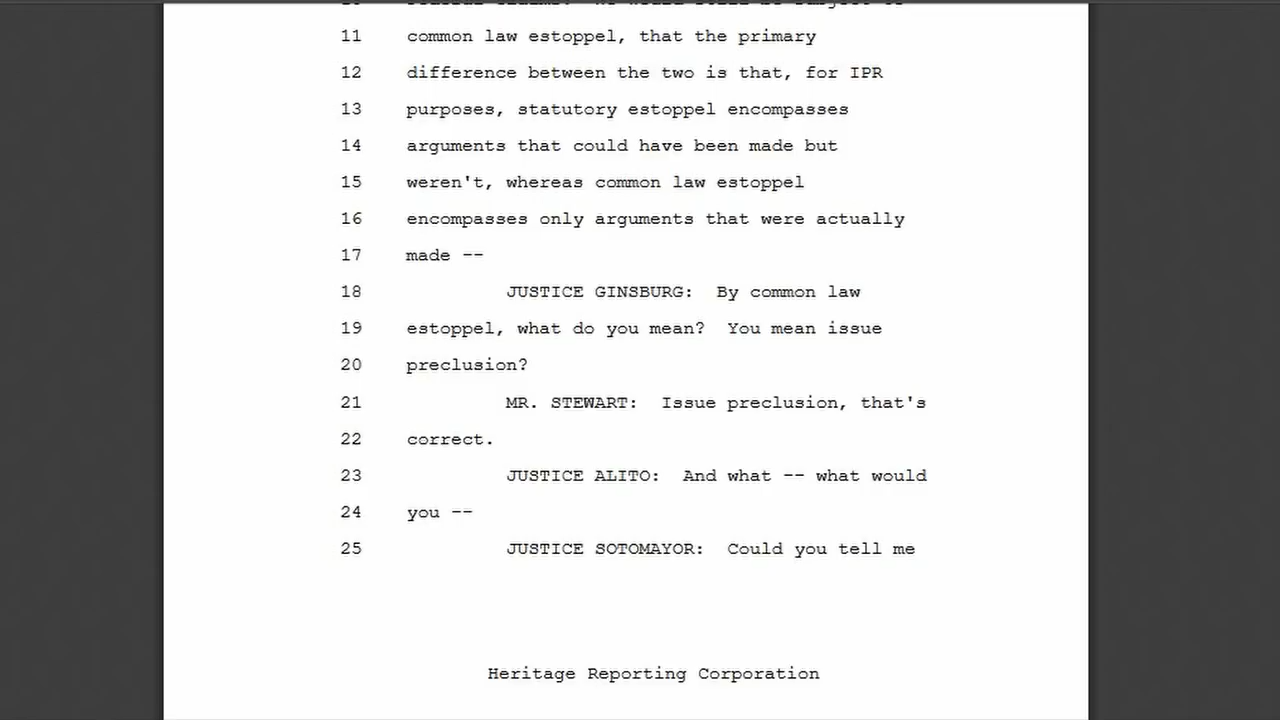 11 common law estoppel, that the primary
12 difference between the two is that, for IPR
13 purposes, statutory estoppel encompasses
14 arguments that could have been made but
15 weren't, whereas common law estoppel
16 encompasses only arguments that were actually
17 made --
18 JUSTICE GINSBURG: By common law
19 estoppel, what do you mean? You mean issue
20 preclusion?
21 MR. STEWART: Issue preclusion, that's
22 correct.
23 JUSTICE ALITO: And what -- what would
24 you --
25 JUSTICE SOTOMAYOR: Could you tell me
Heritage Reporting Corporation